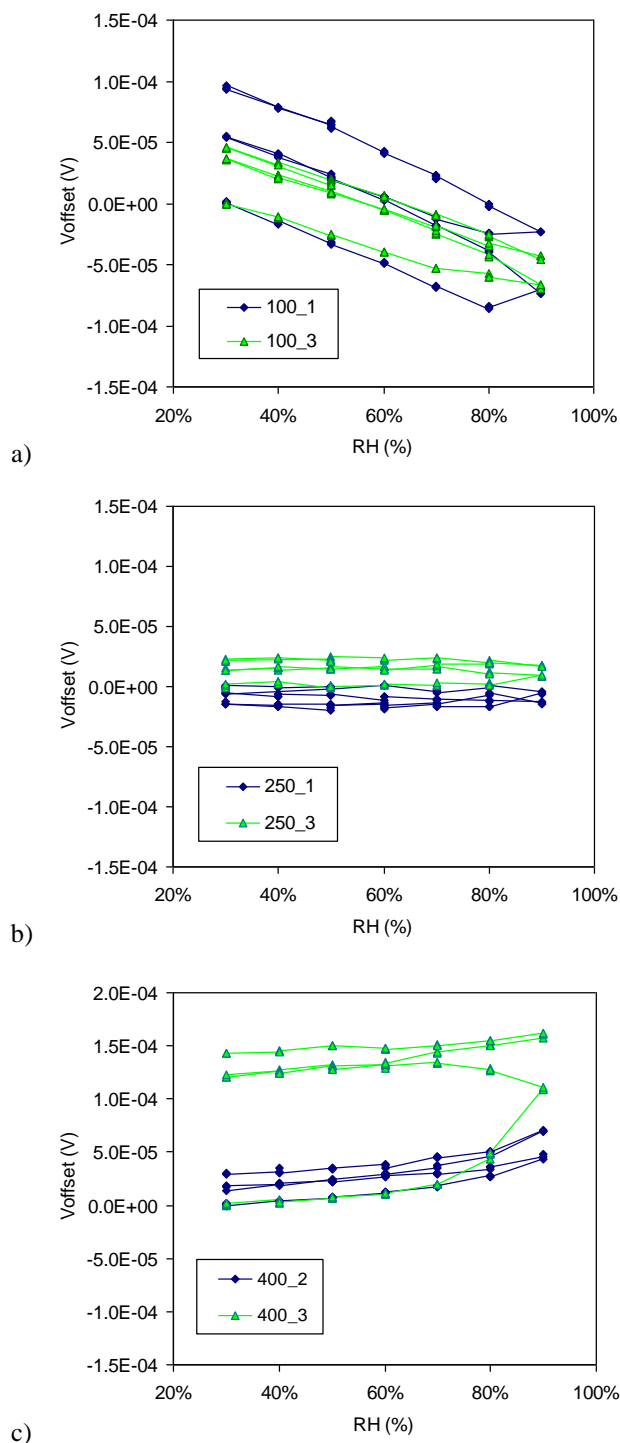 1.5E-04
1.0E-04
5.0E-05
0.0E+00
-5.0E-05
-1.0E-04
-1.5E-04
Voffset (V)
100_1
100_3
20% 40% 60% 80% 100%
RH (%)
a)
1.5E-04
1.0E-04
5.0E-05
0.0E+00
-5.0E-05
-1.0E-04
-1.5E-04
Voffset (V)
250_1
250_3
20% 40% 60% 80% 100%
RH (%)
b)
2.0E-04
1.5E-04
1.0E-04
5.0E-05
0.0E+00
-5.0E-05
-1.0E-04
-1.5E-04
Voffset (V)
400_2
400_3
20% 40% 60% 80% 100%
RH (%)
c)